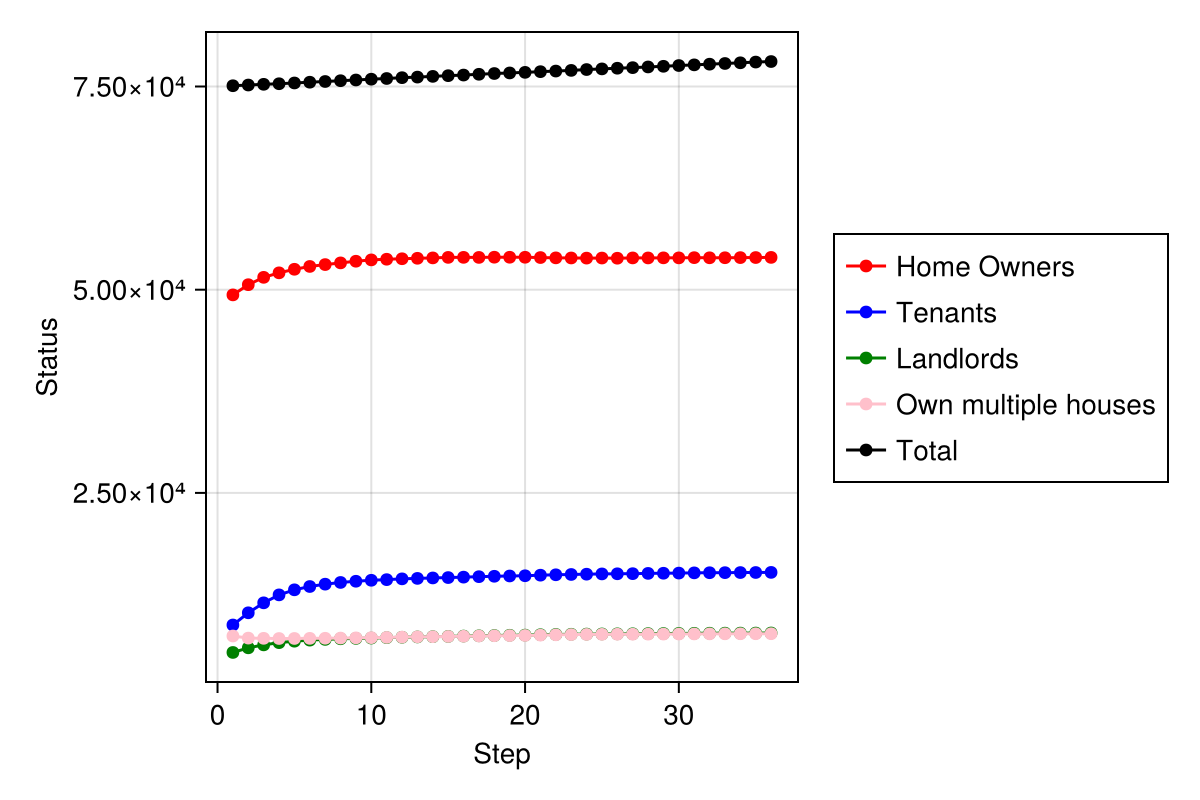 7.50×10⁴
5.00×10⁴
2.50×10⁴
Status
0 10 20 30
Step
Home Owners
Tenants
Landlords
Own multiple houses
Total